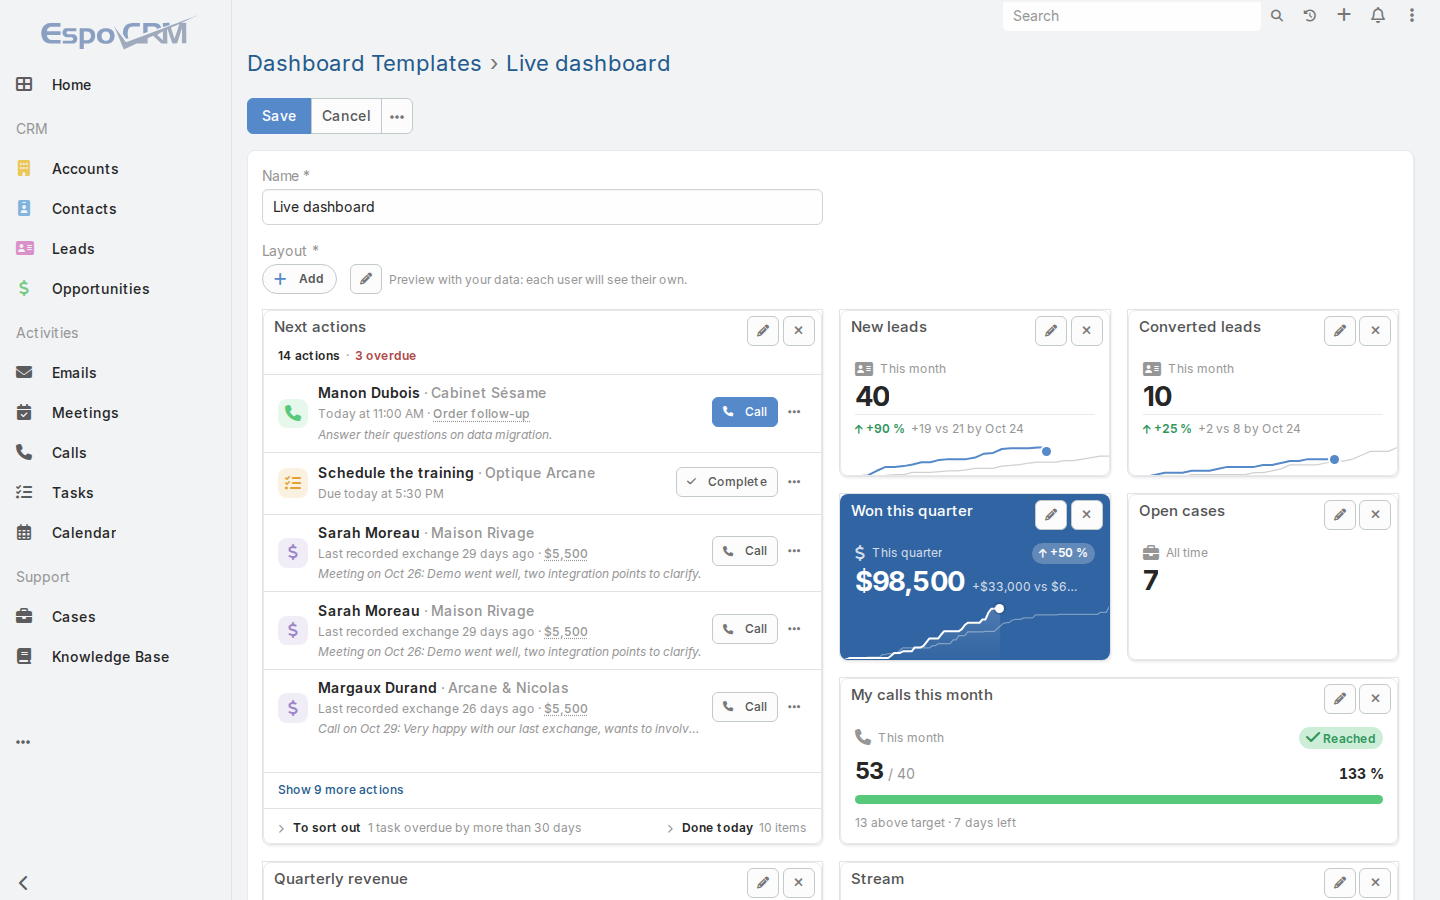 EspoCRM
Search
Dashboard Templates › Live dashboard
Home
Save
Cancel
CRM
Accounts
Contacts
Leads
Opportunities
Activities
Emails
Meetings
Calls
Tasks
Calendar
Support
Cases
Knowledge Base
Name *
Live dashboard
Layout *
Add
Preview with your data: each user will see their own.
Next actions
14 actions · 3 overdue
Manon Dubois · Cabinet Sésame
Today at 11:00 AM · Order follow-up
Answer their questions on data migration.
Call
Schedule the training · Optique Arcane
Due today at 5:30 PM
Complete
Sarah Moreau · Maison Rivage
Last recorded exchange 29 days ago · $5,500
Meeting on Oct 26: Demo went well, two integration points to clarify.
Call
Sarah Moreau · Maison Rivage
Last recorded exchange 29 days ago · $5,500
Meeting on Oct 26: Demo went well, two integration points to clarify.
Call
Margaux Durand · Arcane & Nicolas
Last recorded exchange 26 days ago · $5,500
Call on Oct 29: Very happy with our last exchange, wants to involv...
Call
Show 9 more actions
To sort out 1 task overdue by more than 30 days
Done today 10 items
New leads
This month
40
+90 % +19 vs 21 by Oct 24
Converted leads
This month
10
+25 % +2 vs 8 by Oct 24
Won this quarter
This quarter
+50 %
$98,500 +$33,000 vs $6...
Open cases
All time
7
My calls this month
This month
Reached
53 / 40
133 %
13 above target · 7 days left
Quarterly revenue
Stream